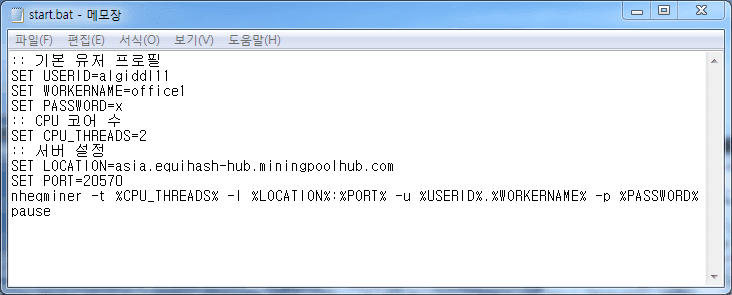 start.bat - 메모장
파일(F) 편집(E) 서식(O) 보기(V) 도움말(H)
:: 기본 유저 프로필
SET USERID=algiddl11
SET WORKERNAME=office1
SET PASSWORD=x
:: CPU 코어 수
SET CPU_THREADS=2
:: 서버 설정
SET LOCATION=asia.equihash-hub.miningpoolhub.com
SET PORT=20570
nheqminer -t %CPU_THREADS% -l %LOCATION%:%PORT% -u %USERID%.%WORKERNAME% -p %PASSWORD%
pause